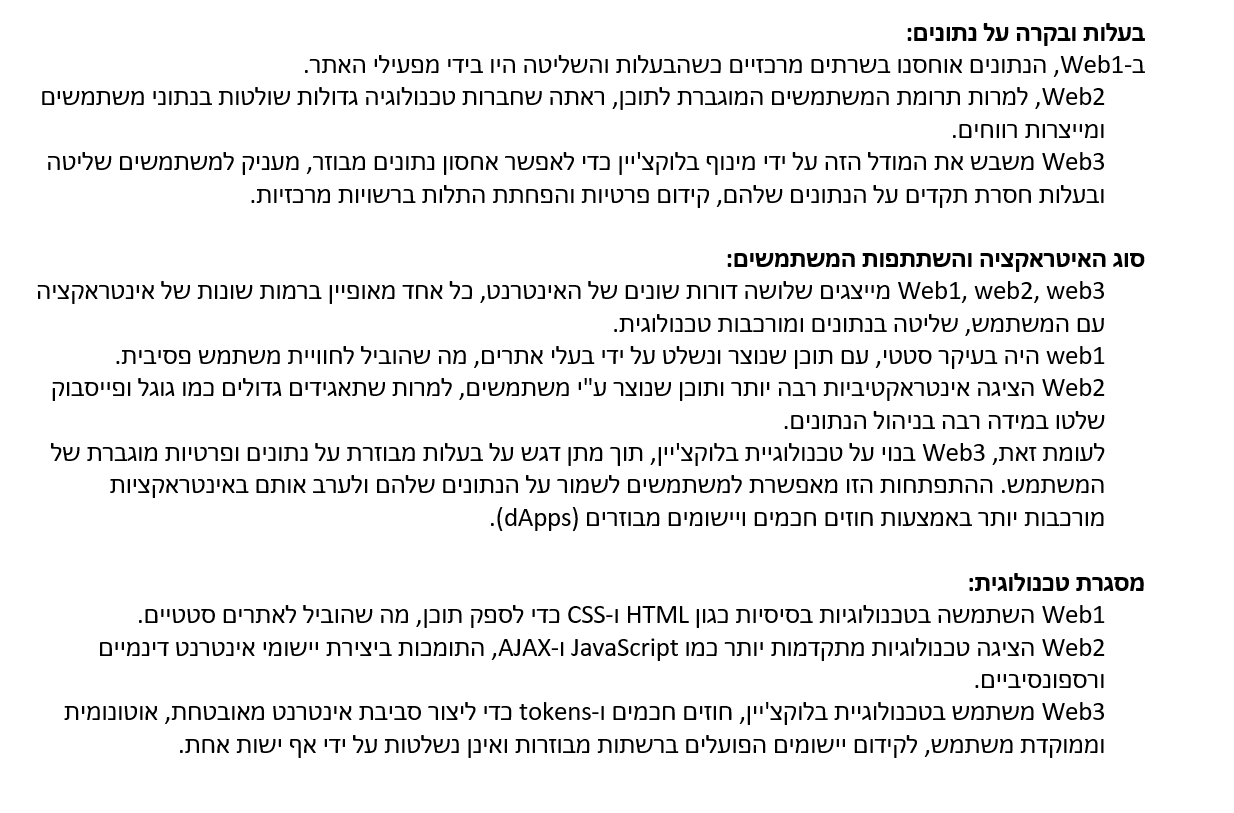 בעלות ובקרה על נתונים:
ב-Web1, הנתונים אוחסנו בשרתים מרכזיים כשהבעלות והשליטה היו בידי מפעילי האתר.
Web2, למרות תרומת המשתמשים המוגברת לתוכן, ראתה שחברות טכנולוגיה גדולות שולטות בנתוני משתמשים
ומייצרות רווחים.
Web3 משבש את המודל הזה על ידי מינוף בלוקצ'יין כדי לאפשר אחסון נתונים מבוזר, מעניק למשתמשים שליטה
ובעלות חסרת תקדים על הנתונים שלהם, קידום פרטיות והפחתת התלות ברשויות מרכזיות.
סוג האיטראקציה והשתתפות המשתמשים:
Web1, web2, web3 מייצגים שלושה דורות שונים של האינטרנט, כל אחד מאופיין ברמות שונות של אינטראקציה
עם המשתמש, שליטה בנתונים ומורכבות טכנולוגית.
web1 היה בעיקר סטטי, עם תוכן שנוצר ונשלט על ידי בעלי אתרים, מה שהוביל לחוויית משתמש פסיבית.
Web2 הציגה אינטראקטיביות רבה יותר ותוכן שנוצר ע"י משתמשים, למרות שתאגידים גדולים כמו גוגל ופייסבוק
שלטו במידה רבה בניהול הנתונים.
לעומת זאת, Web3 בנוי על טכנולוגיית בלוקצ'יין, תוך מתן דגש על בעלות מבוזרת על נתונים ופרטיות מוגברת של
המשתמש. ההתפתחות הזו מאפשרת למשתמשים לשמור על הנתונים שלהם ולערב אותם באינטראקציות
מורכבות יותר באמצעות חוזים חכמים ויישומים מבוזרים (dApps).
מסגרת טכנולוגית:
Web1 השתמשה בטכנולוגיות בסיסיות כגון HTML ו-CSS כדי לספק תוכן, מה שהוביל לאתרים סטטיים.
Web2 הציגה טכנולוגיות מתקדמות יותר כמו JavaScript ו-AJAX, התומכות ביצירת יישומי אינטרנט דינמיים
ורספונסיביים.
Web3 משתמש בטכנולוגיית בלוקצ'יין, חוזים חכמים ו-tokens כדי ליצור סביבת אינטרנט מאובטחת, אוטונומית
וממוקדת משתמש, לקידום יישומים הפועלים ברשתות מבוזרות ואינן נשלטות על ידי אף ישות אחת.